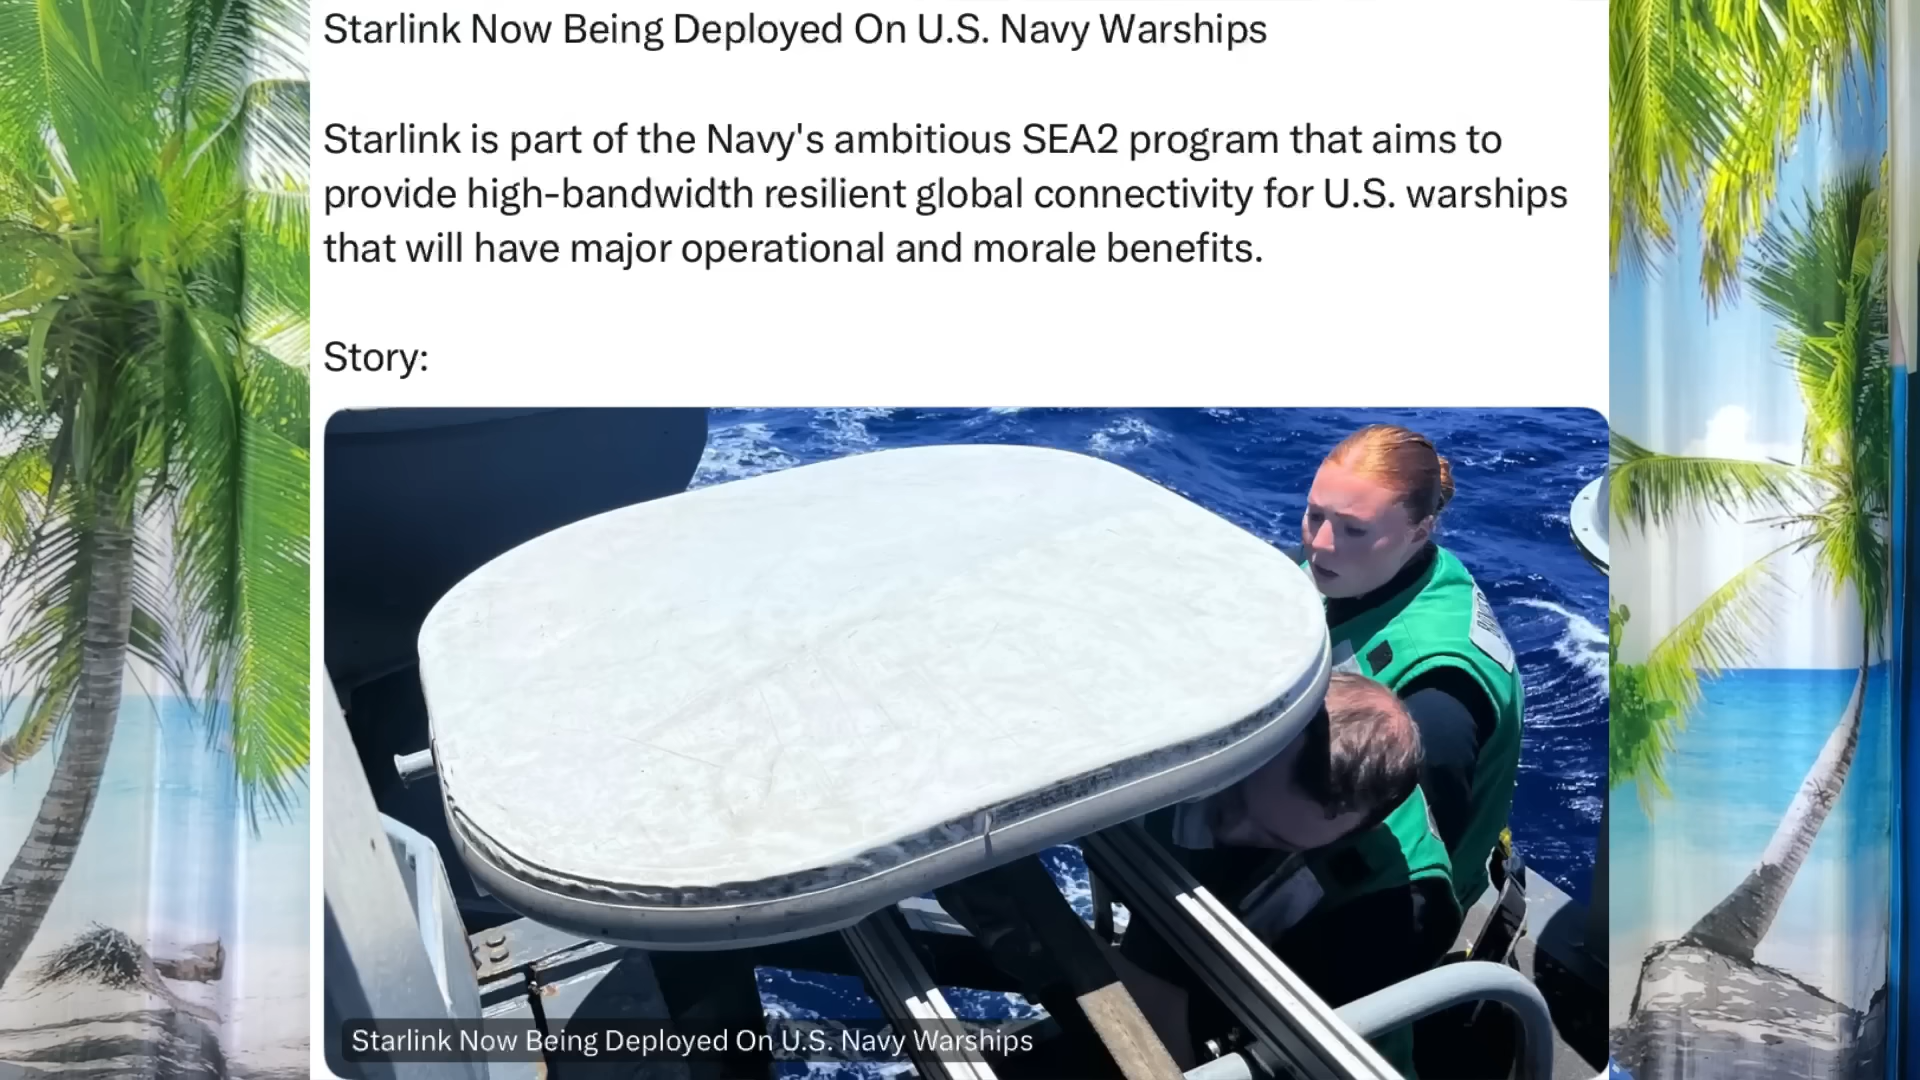 Starlink Now Being Deployed On U.S. Navy Warships
Starlink is part of the Navy's ambitious SEA2 program that aims to
provide high-bandwidth resilient global connectivity for U.S. warships
that will have major operational and morale benefits.
Story:
Starlink Now Being Deployed On U.S. Navy Warships